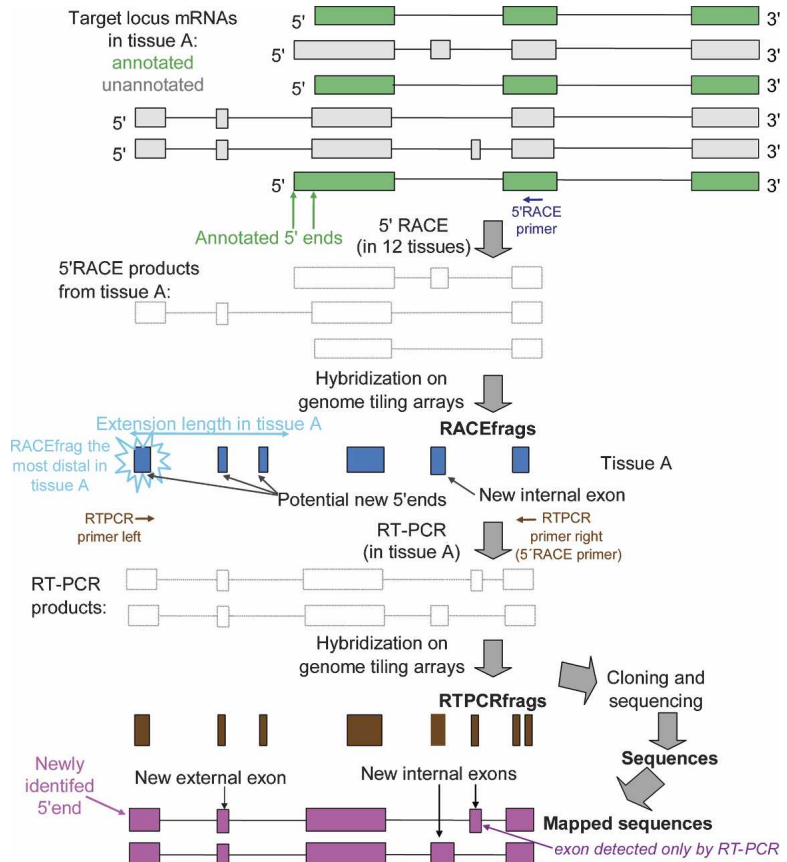 Target locus mRNAs
in tissue A:
annotated
unannotated
5'
3'
5'
3'
5'
3'
5'
3'
5'
3'
5'
3'
5'RACE
primer
Annotated 5' ends
5' RACE
(in 12 tissues)
5'RACE products
from tissue A:
Hybridization on
genome tiling arrays
RACEfrags
Extension length in tissue A
RACEfrag the
most distal in
tissue A
Tissue A
Potential new 5'ends
New internal exon
RTPCR
primer left
RT-PCR
(in tissue A)
RTPCR
primer right
(5´RACE primer)
RT-PCR
products:
Hybridization on
genome tiling arrays
Cloning and
sequencing
RTPCRfrags
Sequences
Newly
identifed
5'end
New external exon
New internal exons
Mapped sequences
exon detected only by RT-PCR